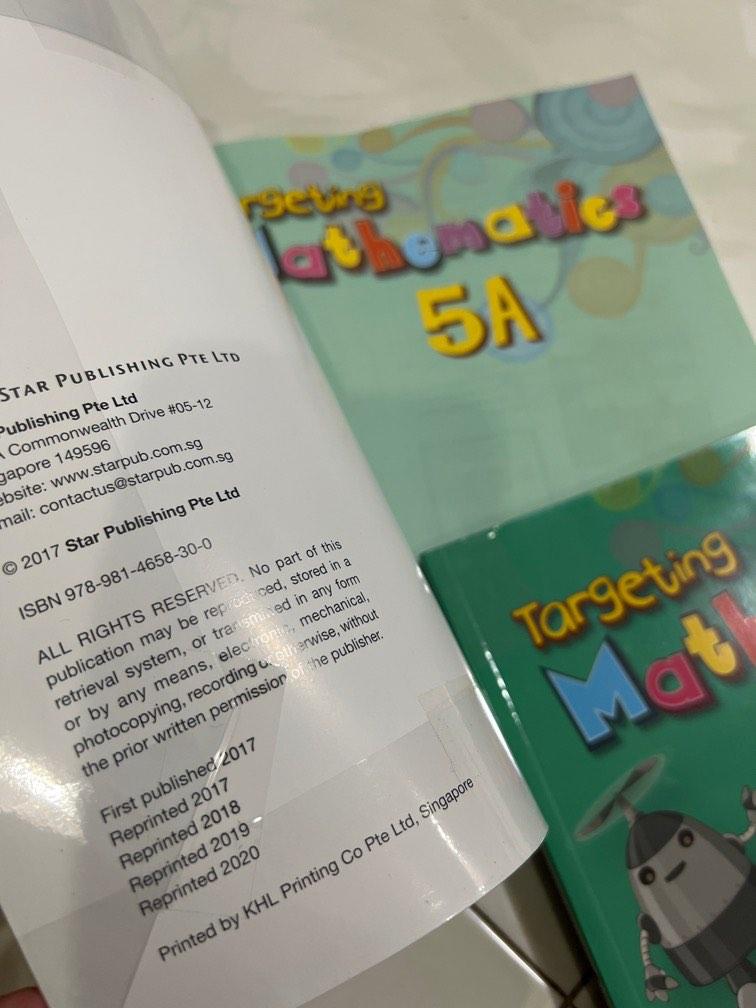 STAR PUBLISHING PTE LTD
Publishing Pte Ltd
Commonwealth Drive #05-12
gapore 149596
ebsite: www.starpub.com.sg
mail: contactus@starpub.com.sg
© 2017 Star Publishing Pte Ltd
ISBN 978-981-4658-30-0
ALL RIGHTS RESERVED. No part of this
publication may be reproduced, stored in a
retrieval system, or transmitted in any form
or by any means, electronic, mechanical,
photocopying, recording or otherwise, without
the prior written permission of the publisher.
First published 2017
Reprinted 2017
Reprinted 2018
Reprinted 2019
Reprinted 2020
Printed by KHL Printing Co Pte Ltd, Singapore
rgeting
athematics
5A
Targeting
Math